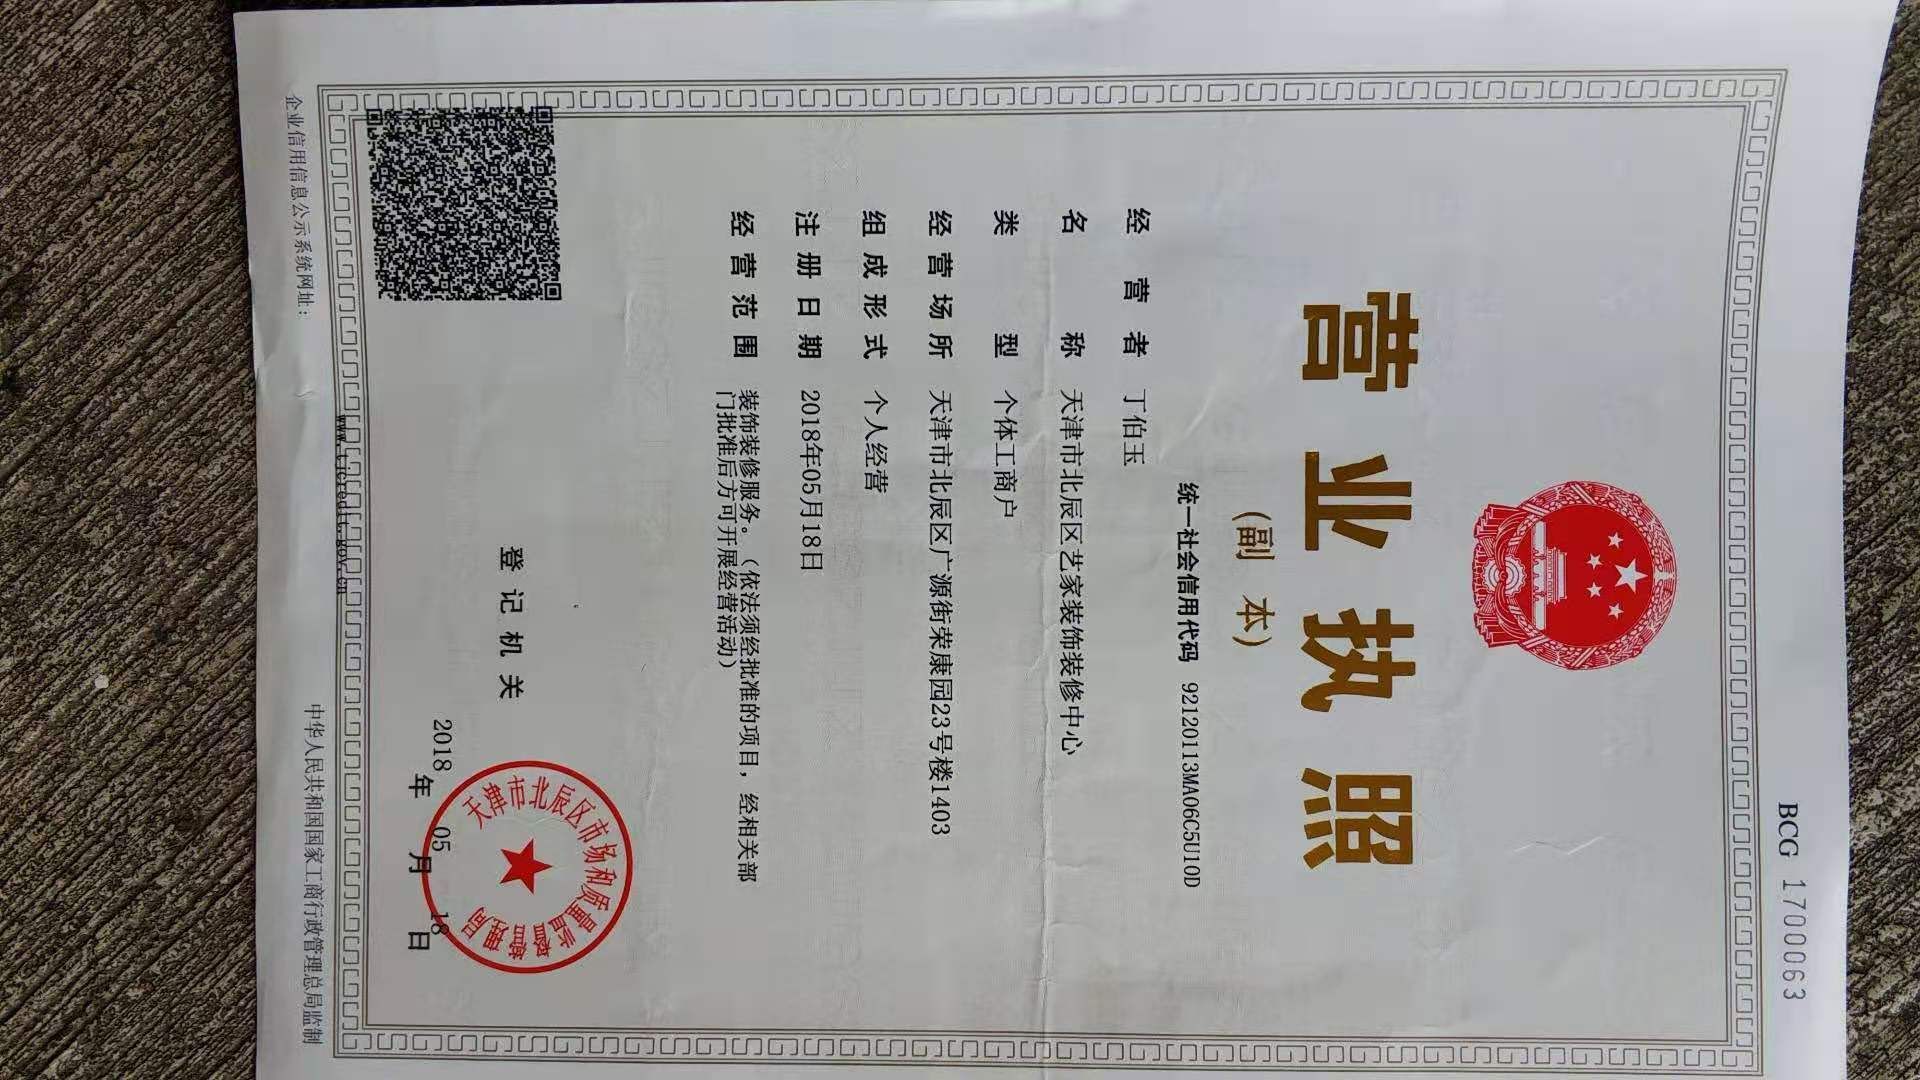 BCG 1700063
营业执照
(副 本)
统一社会信用代码 92120113MA06C5U10D
经营者 丁伯玉
名称 天津市北辰区艺家装饰装修中心
类型 个体工商户
经营场所 天津市北辰区广源街荣康园23号楼1403
组成形式 个人经营
注册日期 2018年05月18日
经营范围 装饰装修服务。(依法须经批准的项目，经相关部
门批准后方可开展经营活动)
登记机关
天津市北辰区市场和质量监督管理局
2018年05月18日
www.tjcredit.gov.cn
企业信用信息公示系统网址：
中华人民共和国国家工商行政管理总局监制